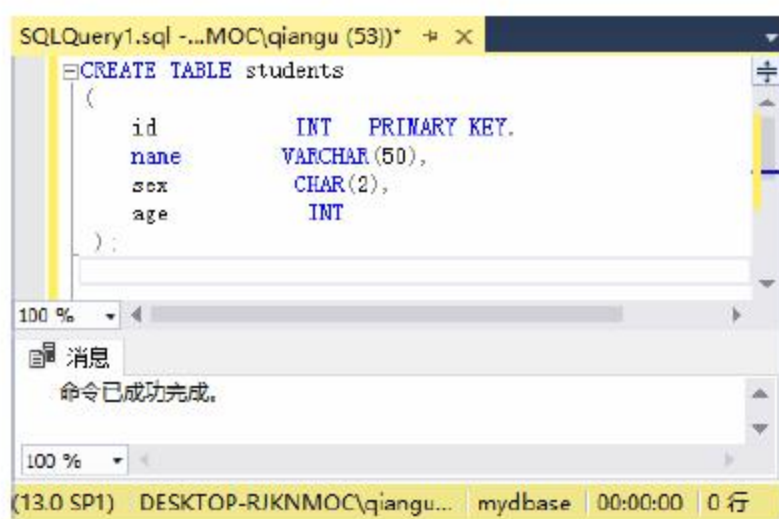 SQLQuery1.sql -...MOC\qiangu (53))*
CREATE TABLE students
(
id INT PRIMARY KEY,
name VARCHAR(50),
sex CHAR(2),
age INT
);
100 %
消息
命令已成功完成。
100 %
(13.0 SP1) DESKTOP-RJKNMOC\qiangu... mydbase 00:00:00 0 行